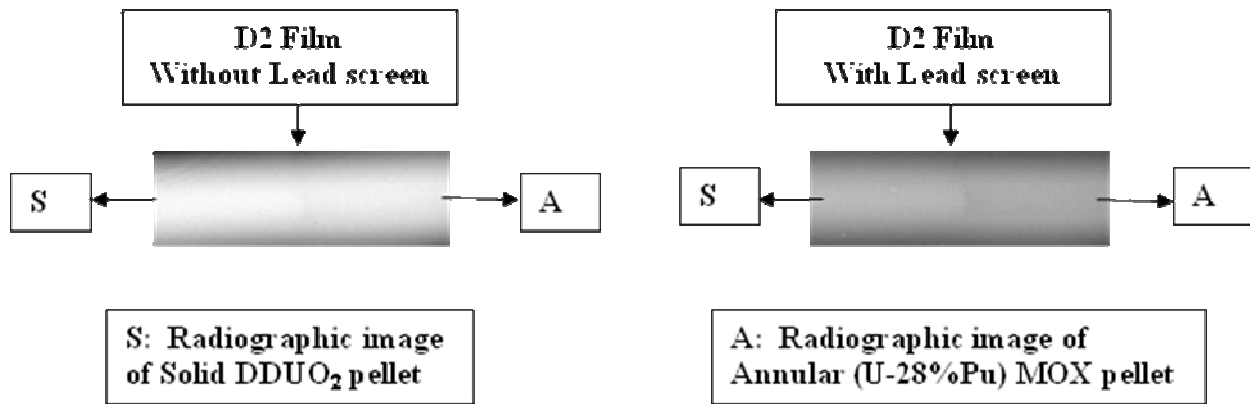 D2 Film
Without Lead screen
D2 Film
With Lead screen
S
A
S
A
S: Radiographic image
of Solid DDUO₂ pellet
A: Radiographic image of
Annular (U-28%Pu) MOX pellet